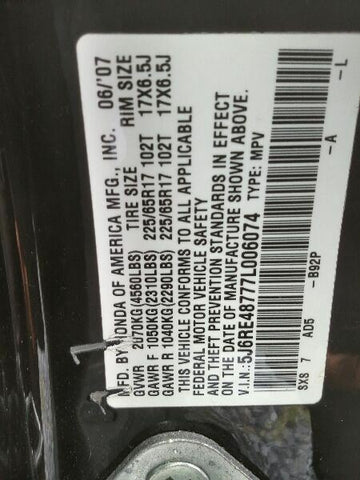 MFD. BY HONDA OF AMERICA MFG., INC. 06/'07
TIRE SIZE RIM SIZE
GVWR 2070KG(4560LBS)
GAWR F 1050KG(2310LBS) 225/65R17 102T 17X6.5J
GAWR R 1040KG(2290LBS) 225/65R17 102T 17X6.5J
THIS VEHICLE CONFORMS TO ALL APPLICABLE
FEDERAL MOTOR VEHICLE SAFETY
AND THEFT PREVENTION STANDARDS IN EFFECT
ON THE DATE OF MANUFACTURE SHOWN ABOVE.
V.I.N.: 5J6RE48777L006074 TYPE: MPV
-B92P -A -L
SXS 7 AD5